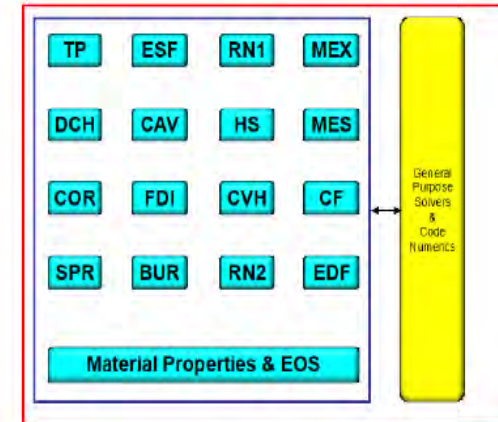 TP ESF RN1 MEX
DCH CAV HS MES
COR FDI CVH CF
SPR BUR RN2 EDF
Material Properties & EOS
General
Purpose
Solvers
&
Code
Numerics